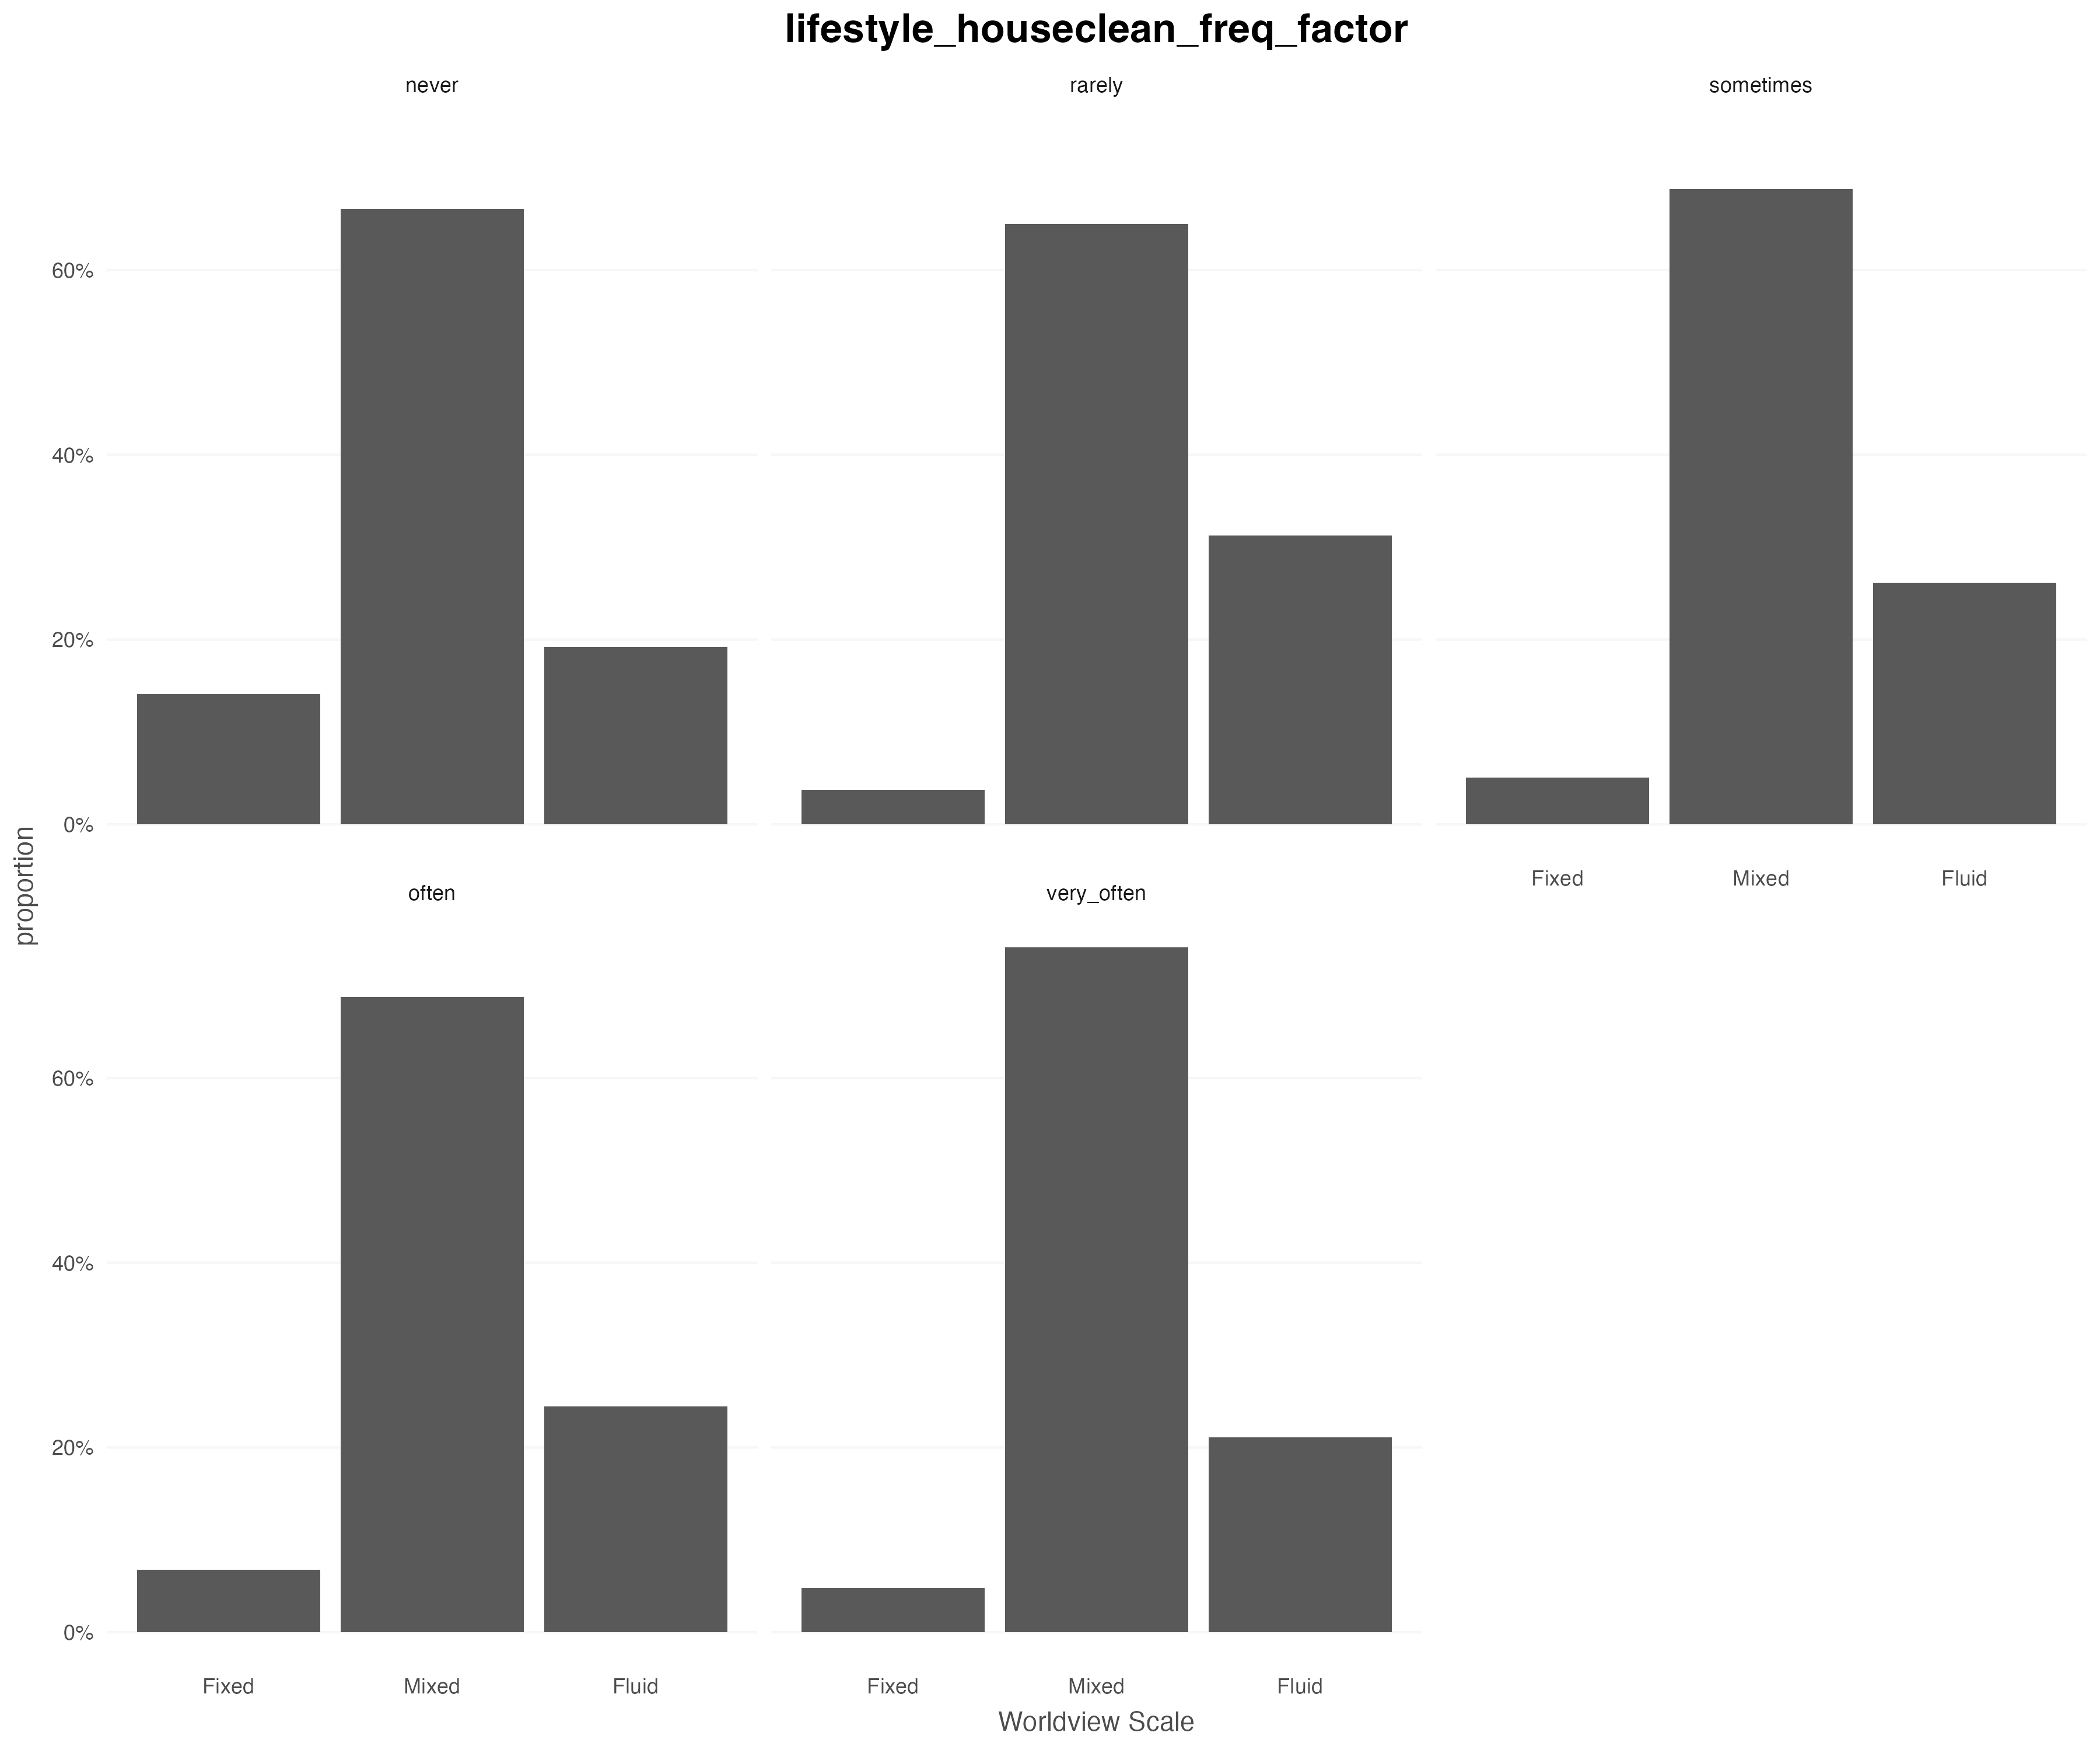 lifestyle_houseclean_freq_factor
never
rarely
sometimes
60%
40%
20%
0%
Fixed Mixed Fluid
often
very_often
60%
40%
20%
0%
Fixed Mixed Fluid
Fixed Mixed Fluid
proportion
Worldview Scale